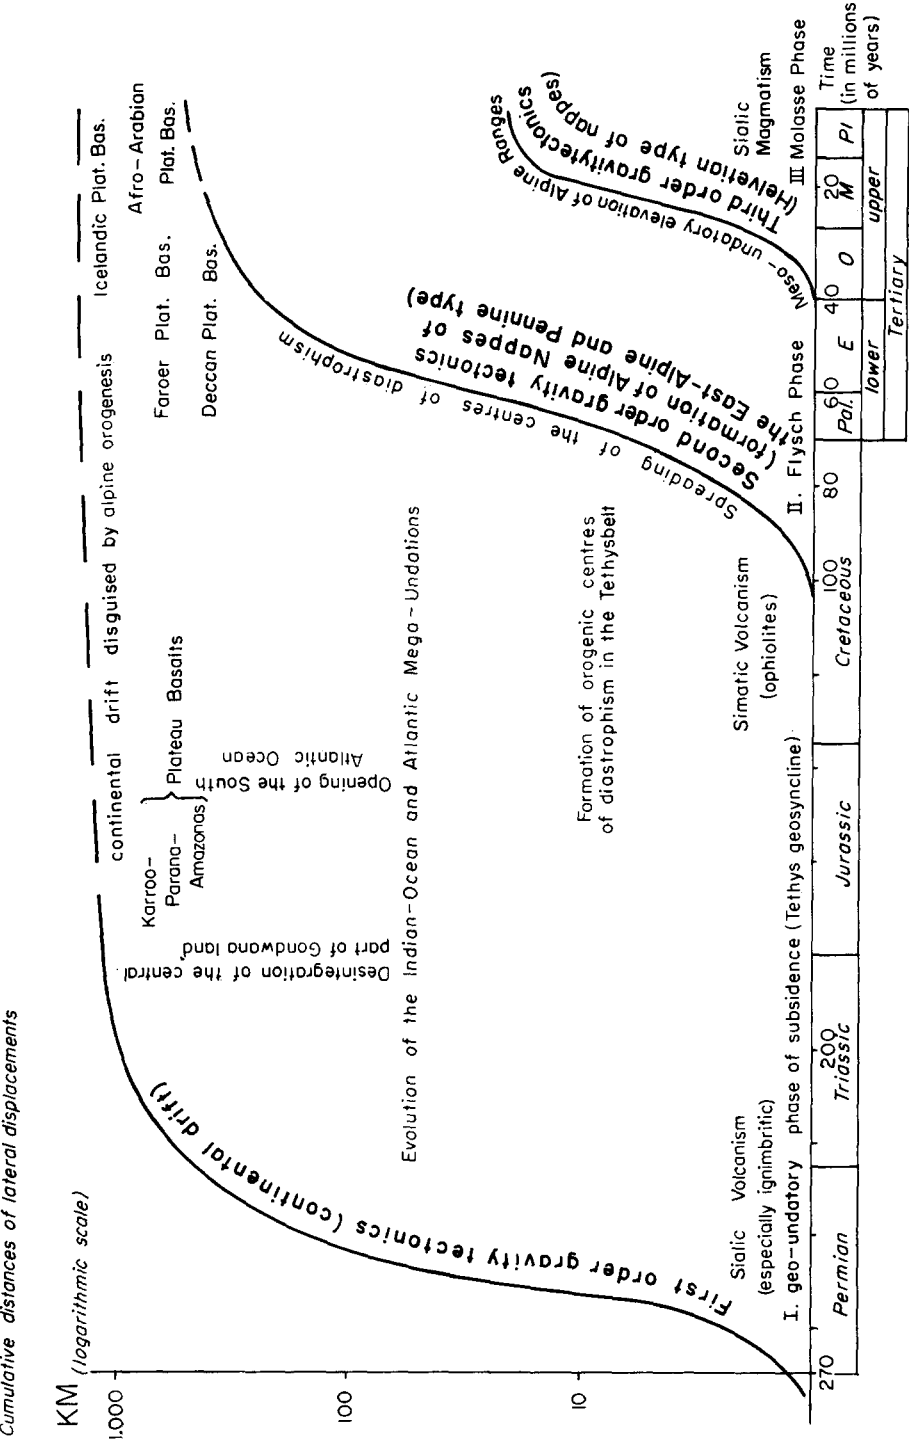 Cumulative distances of lateral displacements
KM (logarithmic scale)
1.000
100
10
continental drift disguised by alpine orogenesis
Icelandic Plat. Bas.
Afro-Arabian
Plat. Bas.
Faroer Plat. Bas.
Deccan Plat. Bas.
Karroo-
Parana-
Amazonas
Plateau Basalts
Opening of the South
Atlantic Ocean
Desintegration of the central
part of Gondwana land
Evolution of the Indian-Ocean and Atlantic Mega-Undations
First order gravity tectonics (continental drift)
Formation of orogenic centres
of diastrophism in the Tethysbelt
Spreading of the centres of diastrophism
Second order gravity tectonics
(formation of Alpine Nappes of
the East-Alpine and Pennine type)
Meso-undatory elevation of Alpine Ranges
Third order gravitytectonics
(Helvetian type of nappes)
Sialic Volcanism
(especially ignimbritic)
Simatic Volcanism
(ophiolites)
Sialic
Magmatism
I. geo-undatory phase of subsidence (Tethys geosyncline)
II. Flysch Phase
III Molasse Phase
270
200
100
80
60
40
20
Time
(in millions
of years)
Permian
Triassic
Jurassic
Cretaceous
Pal.
E
O
M
Pl
lower
upper
Tertiary